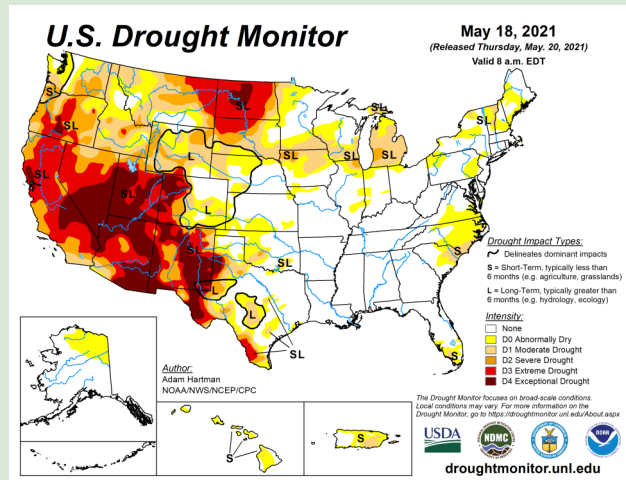 U.S. Drought Monitor
May 18, 2021
(Released Thursday, May. 20, 2021)
Valid 8 a.m. EDT
SL
SL
SL
SL
SL
SL
SL
SL
SL
SL
L
L
SL
SL
L
L
SL
S
S
Drought Impact Types:
Delineates dominant impacts
S = Short-Term, typically less than
6 months (e.g. agriculture, grasslands)
L = Long-Term, typically greater than
6 months (e.g. hydrology, ecology)
Intensity:
None
D0 Abnormally Dry
D1 Moderate Drought
D2 Severe Drought
D3 Extreme Drought
D4 Exceptional Drought
Author:
Adam Hartman
NOAA/NWS/NCEP/CPC
S
S
The Drought Monitor focuses on broad-scale conditions.
Local conditions may vary. For more information on the
Drought Monitor, go to https://droughtmonitor.unl.edu/About.aspx
USDA
NDMC
NOAA
droughtmonitor.unl.edu